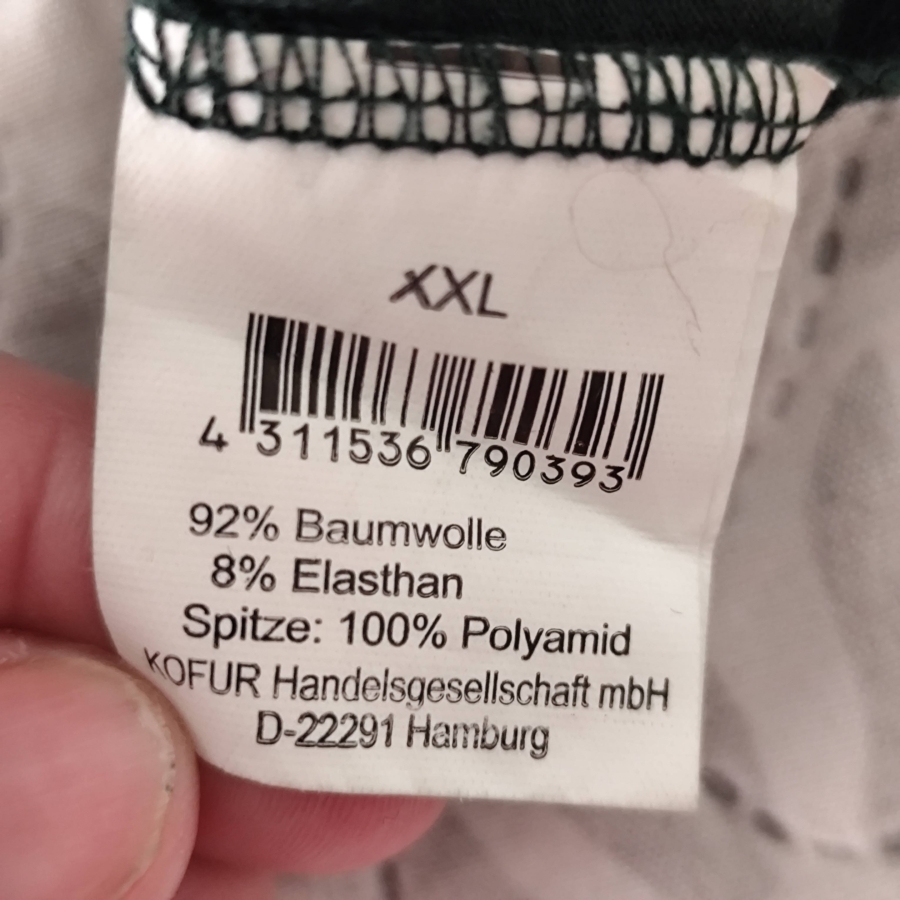 XXL
4 311536 790393
92% Baumwolle
8% Elasthan
Spitze: 100% Polyamid
KOFUR Handelsgesellschaft mbH
D-22291 Hamburg